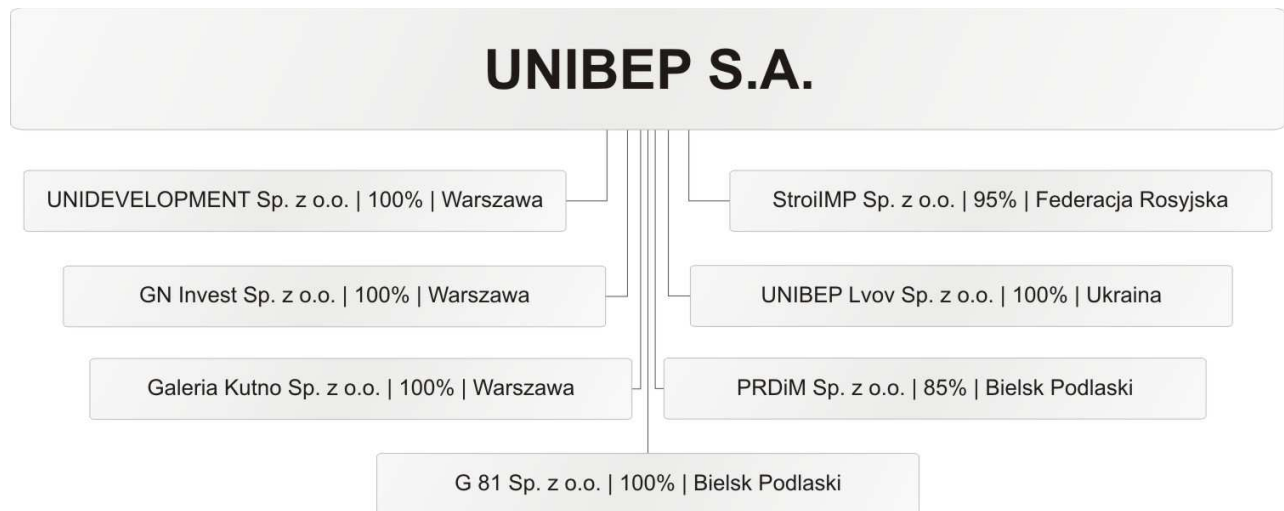 UNIBEP S.A.
UNIDEVELOPMENT Sp. z o.o. | 100% | Warszawa
StroiIMP Sp. z o.o. | 95% | Federacja Rosyjska
GN Invest Sp. z o.o. | 100% | Warszawa
UNIBEP Lvov Sp. z o.o. | 100% | Ukraina
Galeria Kutno Sp. z o.o. | 100% | Warszawa
PRDiM Sp. z o.o. | 85% | Bielsk Podlaski
G 81 Sp. z o.o. | 100% | Bielsk Podlaski